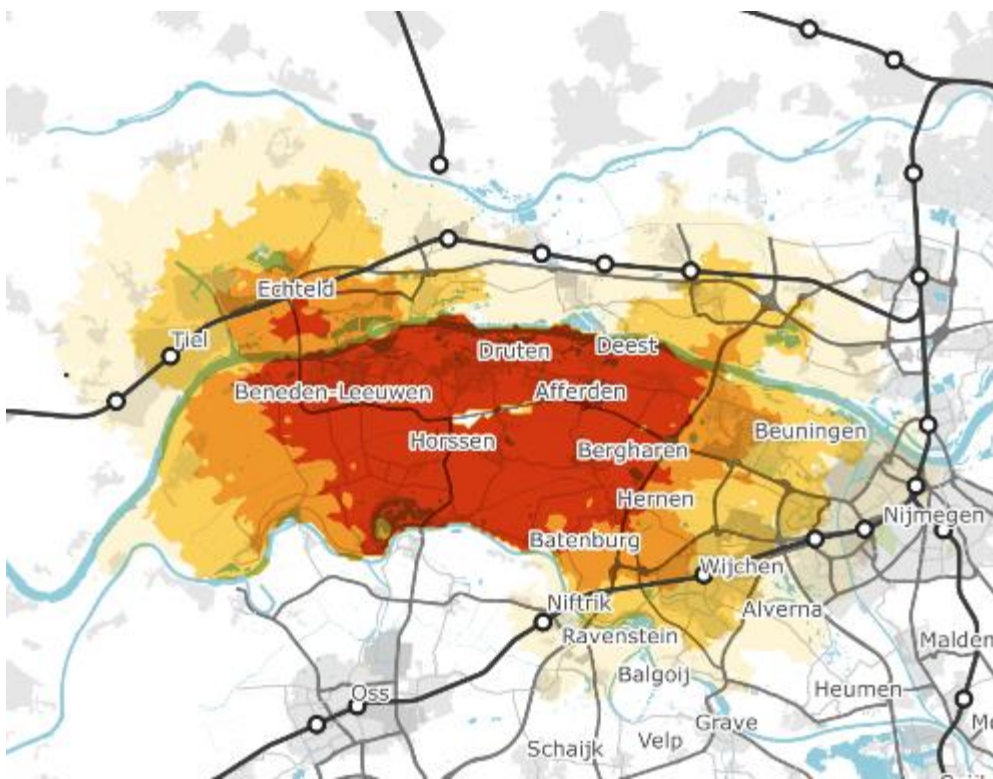 Echteld
Tiel
Druten
Deest
Beneden-Leeuwen
Afferden
Horssen
Bergharen
Beuningen
Hernen
Nijmegen
Batenburg
Wijchen
Niftrik
Alverna
Ravenstein
Malden
Balgoij
Oss
Heumen
Grave
Schaijk
Velp